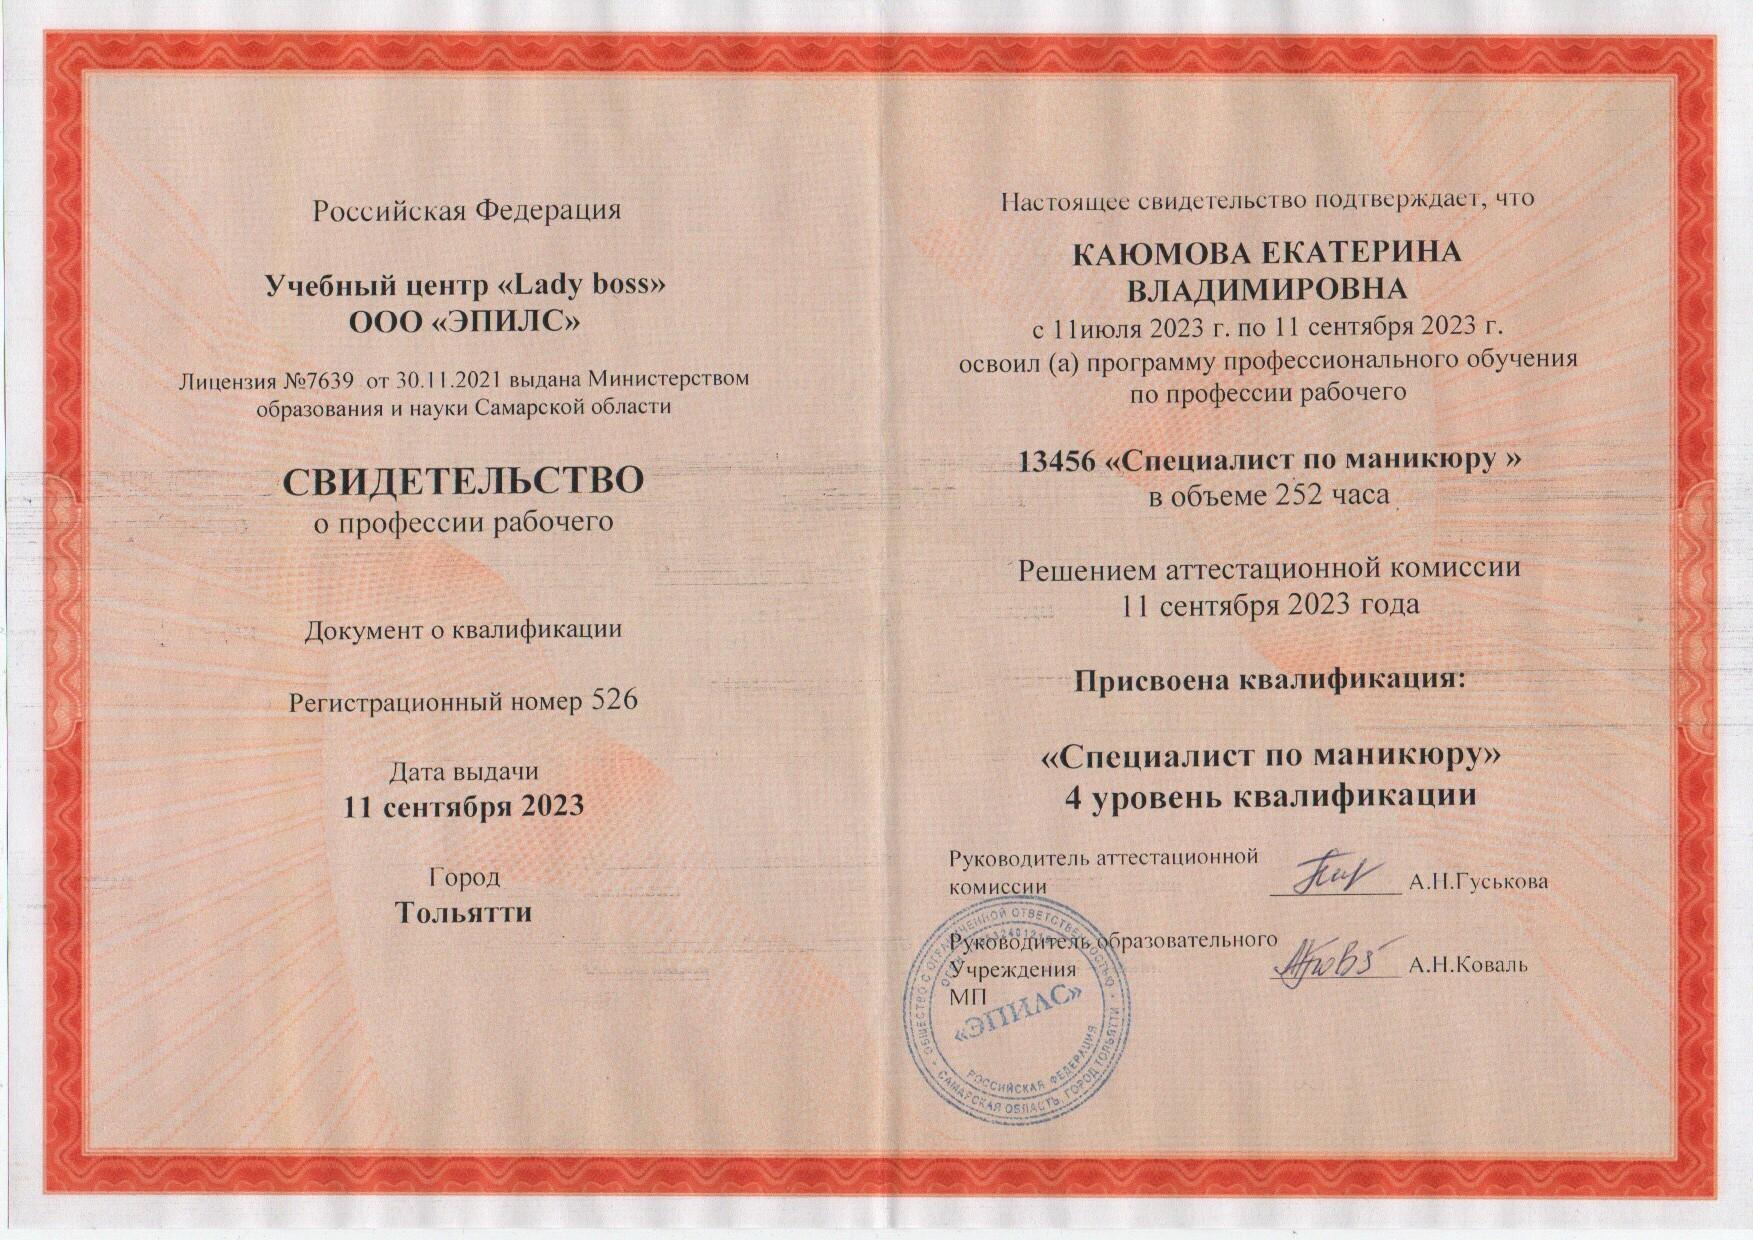 Российская Федерация
Учебный центр «Lady boss»
ООО «ЭПИЛС»
Лицензия №7639 от 30.11.2021 выдана Министерством
образования и науки Самарской области
СВИДЕТЕЛЬСТВО
о профессии рабочего
Документ о квалификации
Регистрационный номер 526
Дата выдачи
11 сентября 2023
Город
Тольятти
Настоящее свидетельство подтверждает, что
КАЮМОВА ЕКАТЕРИНА
ВЛАДИМИРОВНА
с 11июля 2023 г. по 11 сентября 2023 г.
освоил (а) программу профессионального обучения
по профессии рабочего
13456 «Специалист по маникюру »
в объеме 252 часа
Решением аттестационной комиссии
11 сентября 2023 года
Присвоена квалификация:
«Специалист по маникюру»
4 уровень квалификации
Руководитель аттестационной
комиссии А.Н.Гуськова
Руководитель образовательного
Учреждения А.Н.Коваль
МП
ОБЩЕСТВО С ОГРАНИЧЕННОЙ ОТВЕТСТВЕННОСТЬЮ
«ЭПИЛС»
РОССИЙСКАЯ ФЕДЕРАЦИЯ
САМАРСКАЯ ОБЛАСТЬ, ГОРОД ТОЛЬЯТТИ